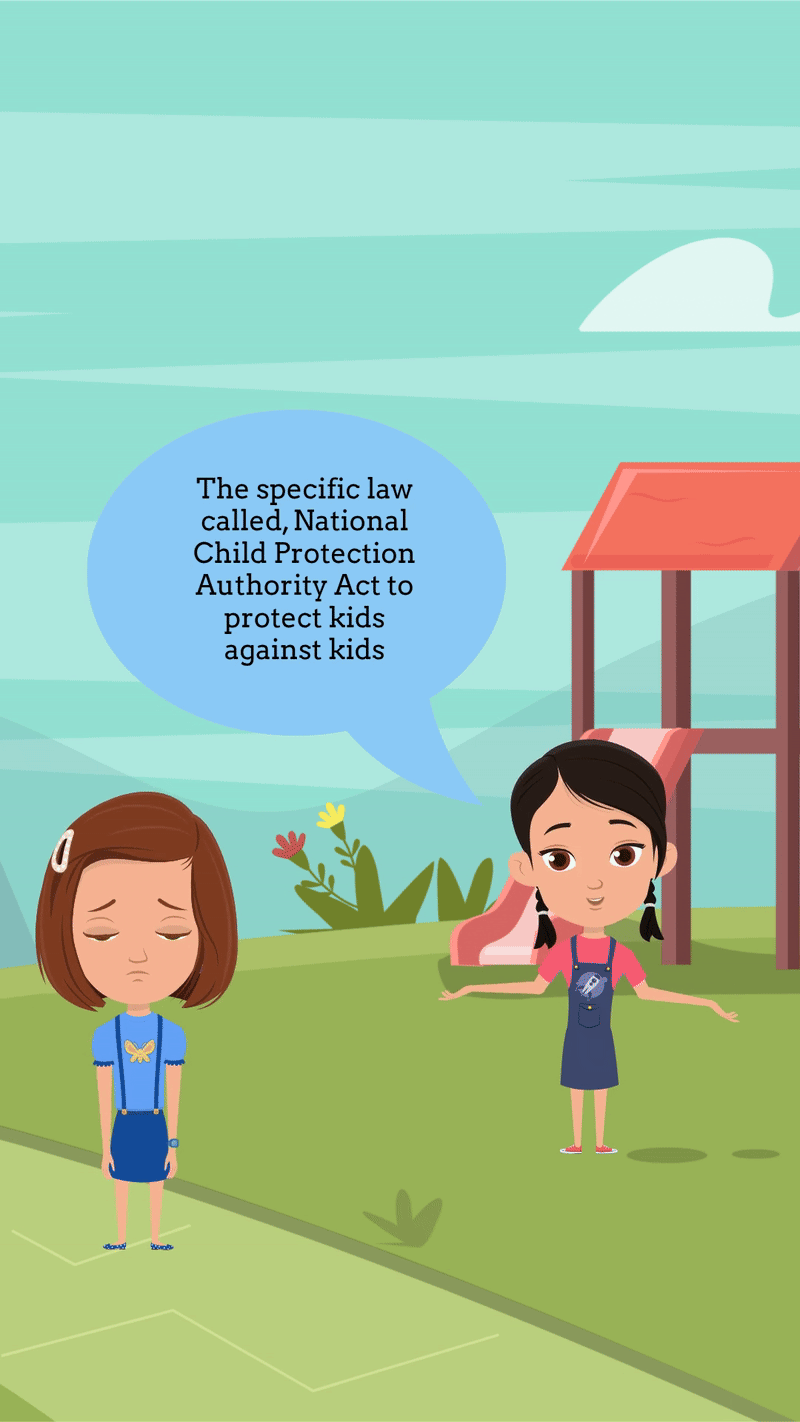 The specific law
called, National
Child Protection
Authority Act to
protect kids
against kids